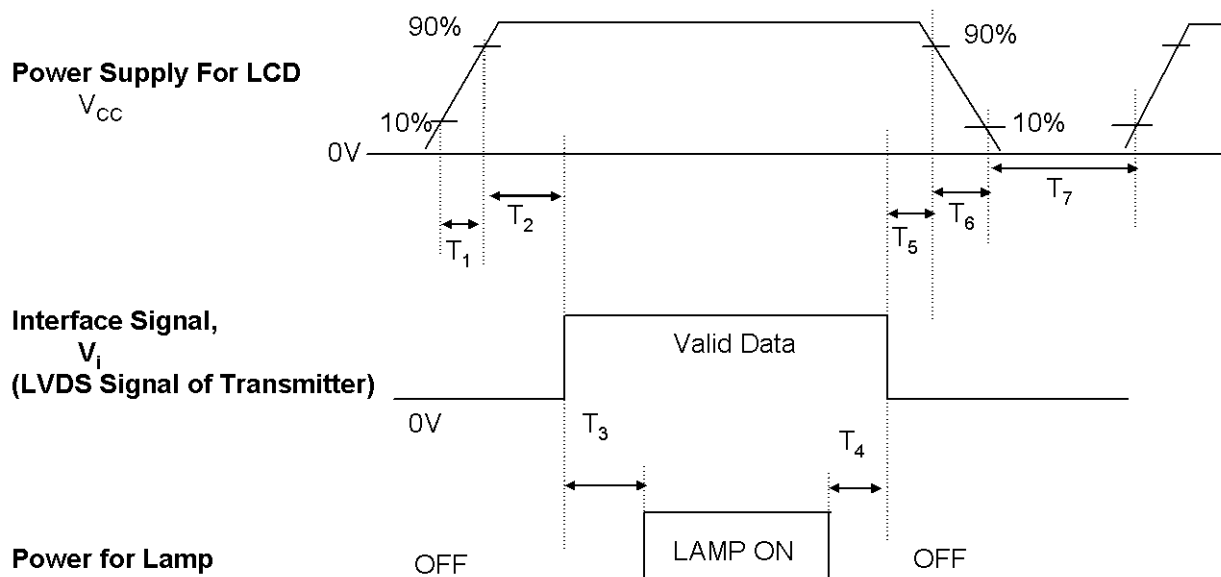 90%
90%
Power Supply For LCD
VCC
10%
10%
0V
T7
T2
T6
T5
T1
Interface Signal,
Vi
(LVDS Signal of Transmitter)
Valid Data
0V
T3
T4
Power for Lamp
OFF
LAMP ON
OFF